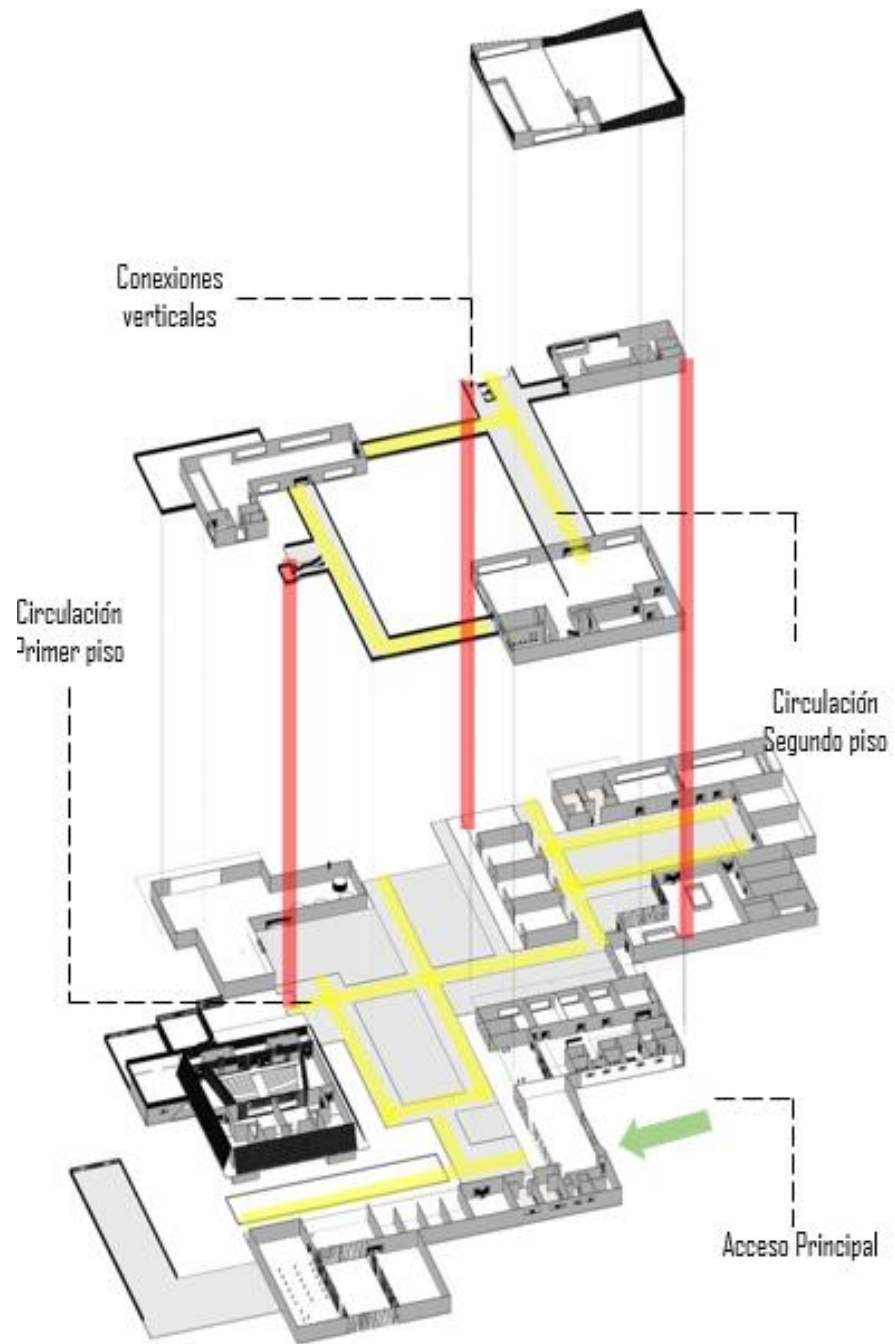 Conexiones
verticales
Circulación
Primer piso
Circulación
Segundo piso
Acceso Principal